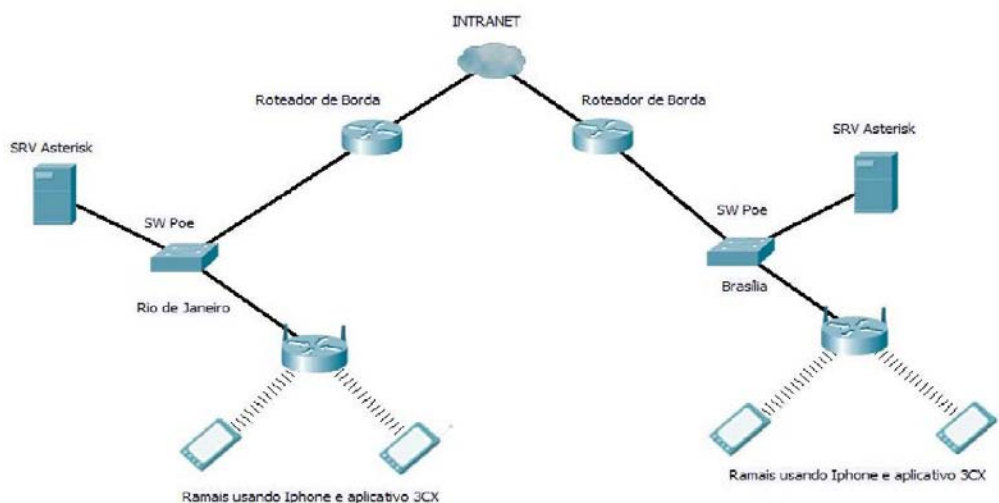 INTRANET
Roteador de Borda
Roteador de Borda
SRV Asterisk
SRV Asterisk
SW Poe
SW Poe
Rio de Janeiro
Brasília
Ramais usando Iphone e aplicativo 3CX
Ramais usando Iphone e aplicativo 3CX